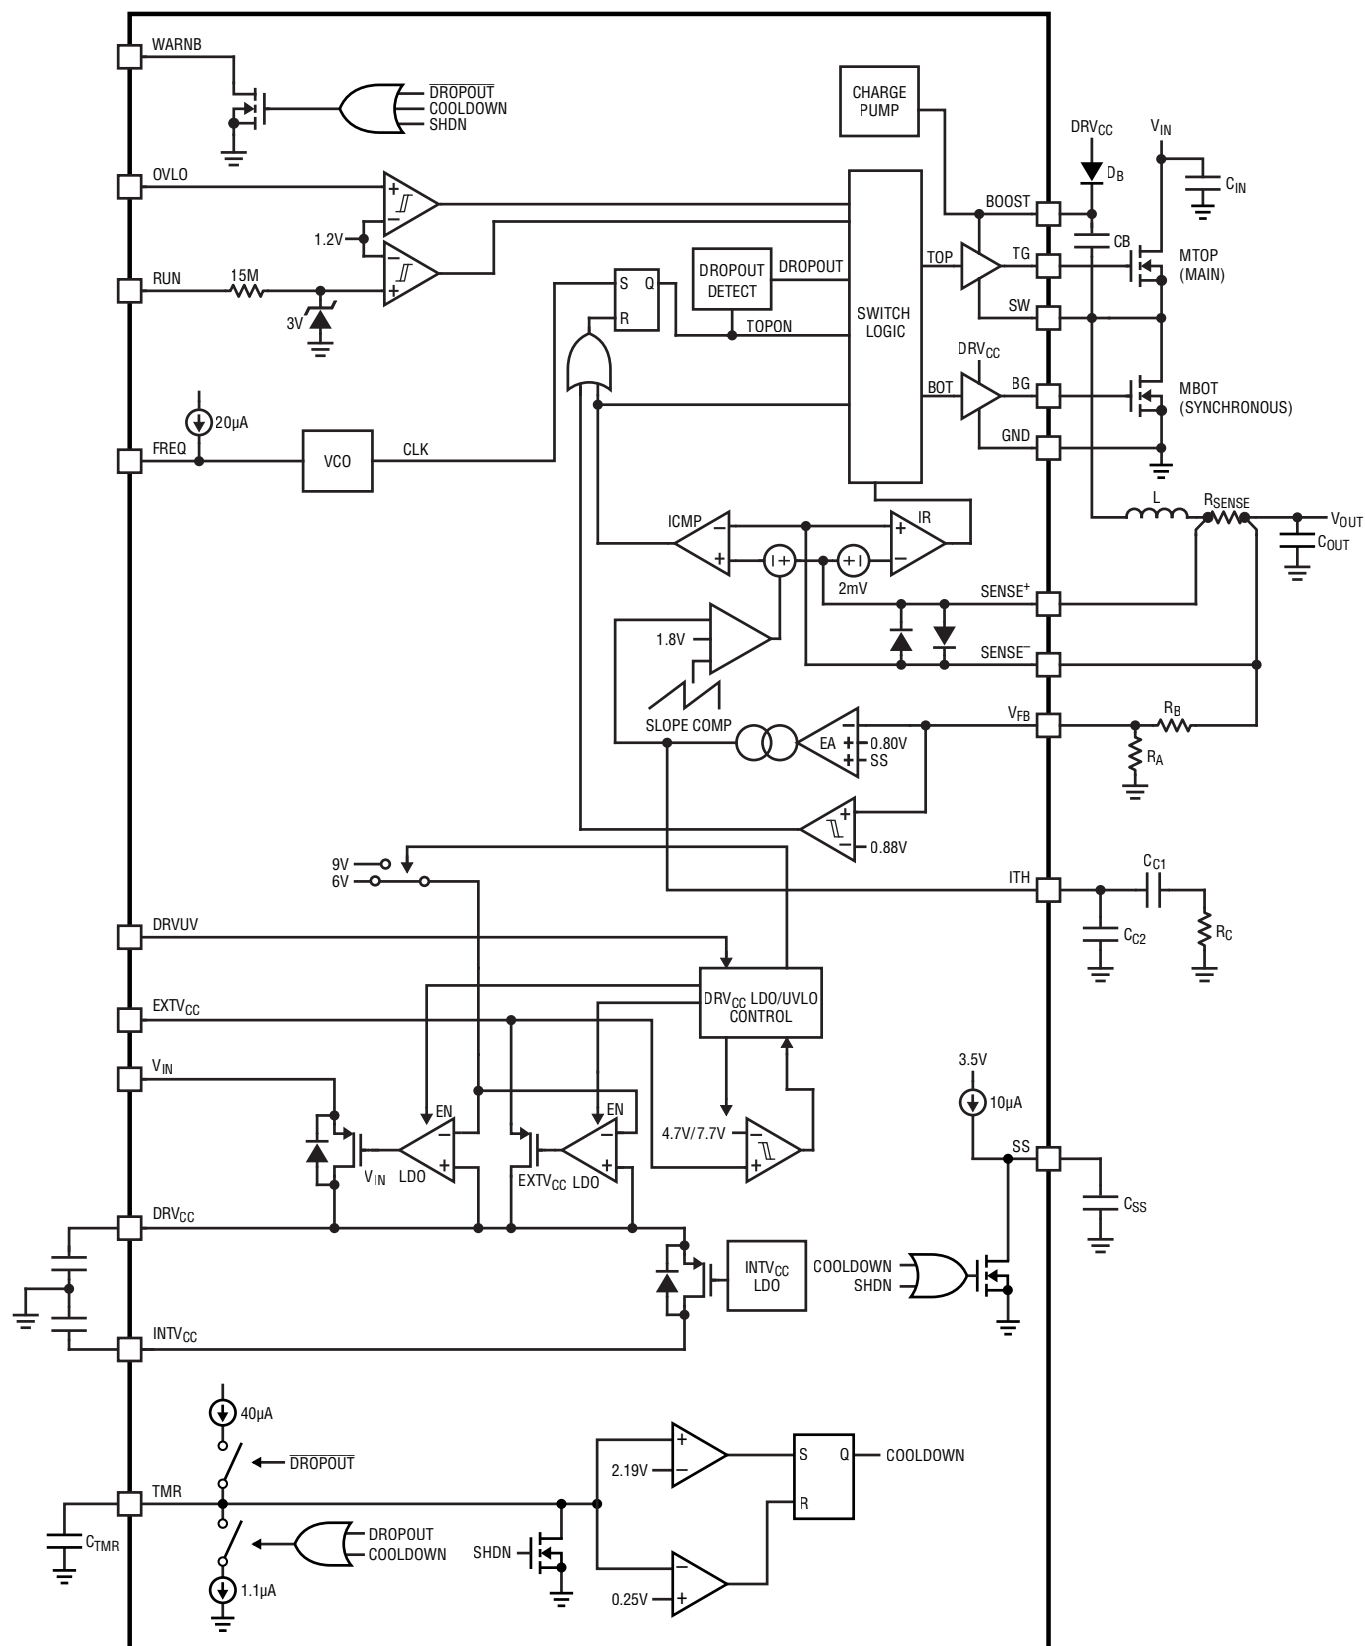 WARNB
DROPOUT
COOLDOWN
SHDN
CHARGE
PUMP
DRVCC
VIN
DB
CIN
OVLO
1.2V
BOOST
CB
RUN
15M
3V
DROPOUT
DETECT
DROPOUT
S
Q
R
TOPON
SWITCH
LOGIC
TOP
TG
MTOP
(MAIN)
SW
DRVCC
BOT
BG
MBOT
(SYNCHRONOUS)
GND
20µA
FREQ
VCO
CLK
L
RSENSE
VOUT
COUT
ICMP
IR
2mV
SENSE+
1.8V
SENSE–
SLOPE COMP
VFB
RB
RA
EA
0.80V
SS
0.88V
9V
6V
ITH
CC1
CC2
RC
DRVUV
DRVCC LDO/UVLO
CONTROL
EXTVCC
VIN
EN
EN
4.7V/7.7V
VIN LDO
EXTVCC LDO
3.5V
10µA
SS
CSS
DRVCC
INTVCC
LDO
COOLDOWN
SHDN
INTVCC
40µA
DROPOUT
TMR
CTMR
DROPOUT
COOLDOWN
1.1µA
SHDN
2.19V
0.25V
S
Q
R
COOLDOWN